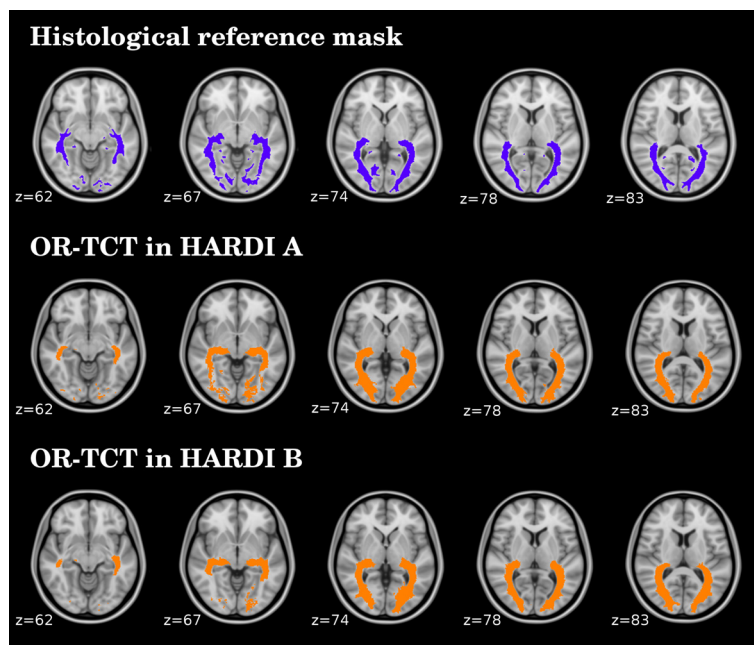 Histological reference mask
z=62 z=67 z=74 z=78 z=83
OR-TCT in HARDI A
z=62 z=67 z=74 z=78 z=83
OR-TCT in HARDI B
z=62 z=67 z=74 z=78 z=83